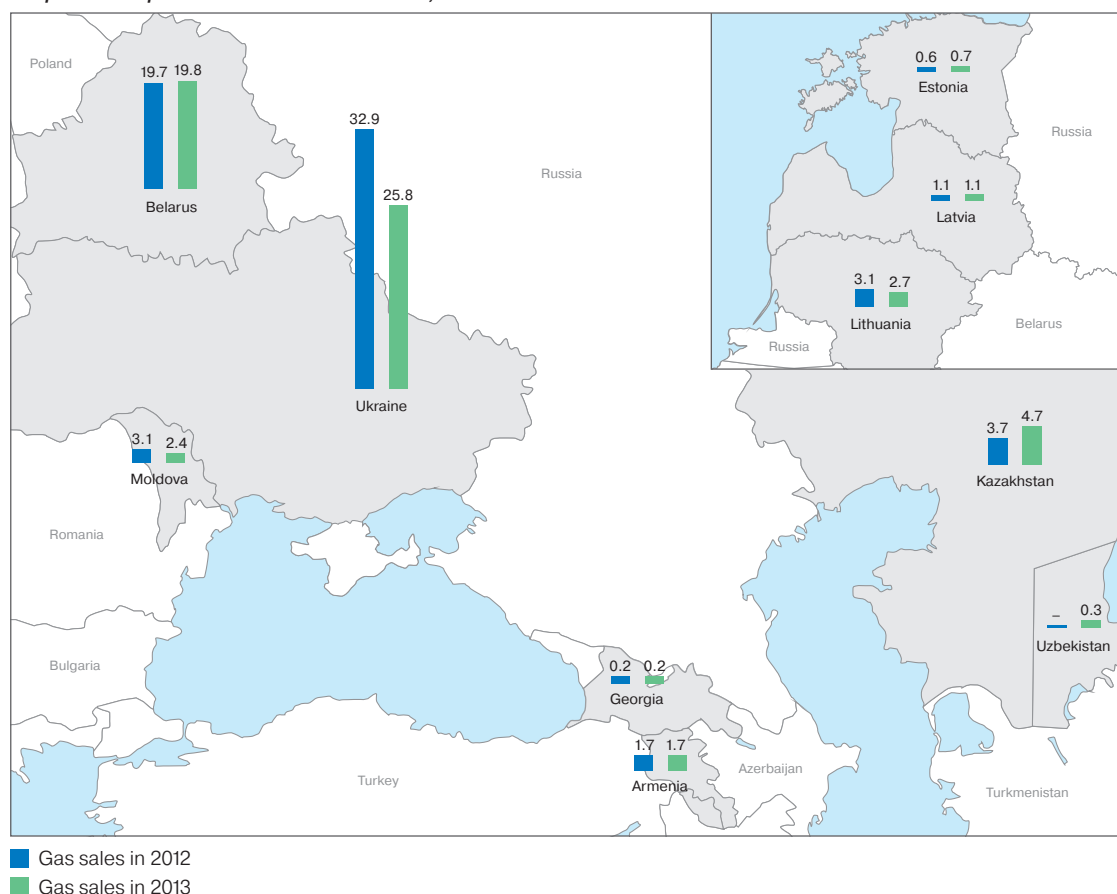 Poland
19.7 19.8
Belarus
32.9
25.8
Ukraine
Russia
3.1 2.4
Moldova
Romania
Bulgaria
0.2 0.2
Georgia
1.7 1.7
Armenia
Turkey
Azerbaijan
0.6 0.7
Estonia
Russia
1.1 1.1
Latvia
3.1 2.7
Lithuania
Belarus
Russia
3.7 4.7
Kazakhstan
– 0.3
Uzbekistan
Turkmenistan
Gas sales in 2012
Gas sales in 2013